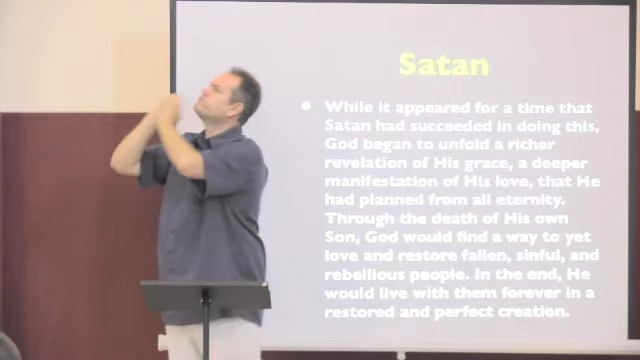 Satan
While it appeared for a time that
Satan had succeeded in doing this,
God began to unfold a richer
revelation of His grace, a deeper
manifestation of His love, that He
had planned from all eternity.
Through the death of His own
Son, God would find a way to yet
love and restore fallen, sinful, and
rebellious people. In the end, He
would live with them forever in a
restored and perfect creation.